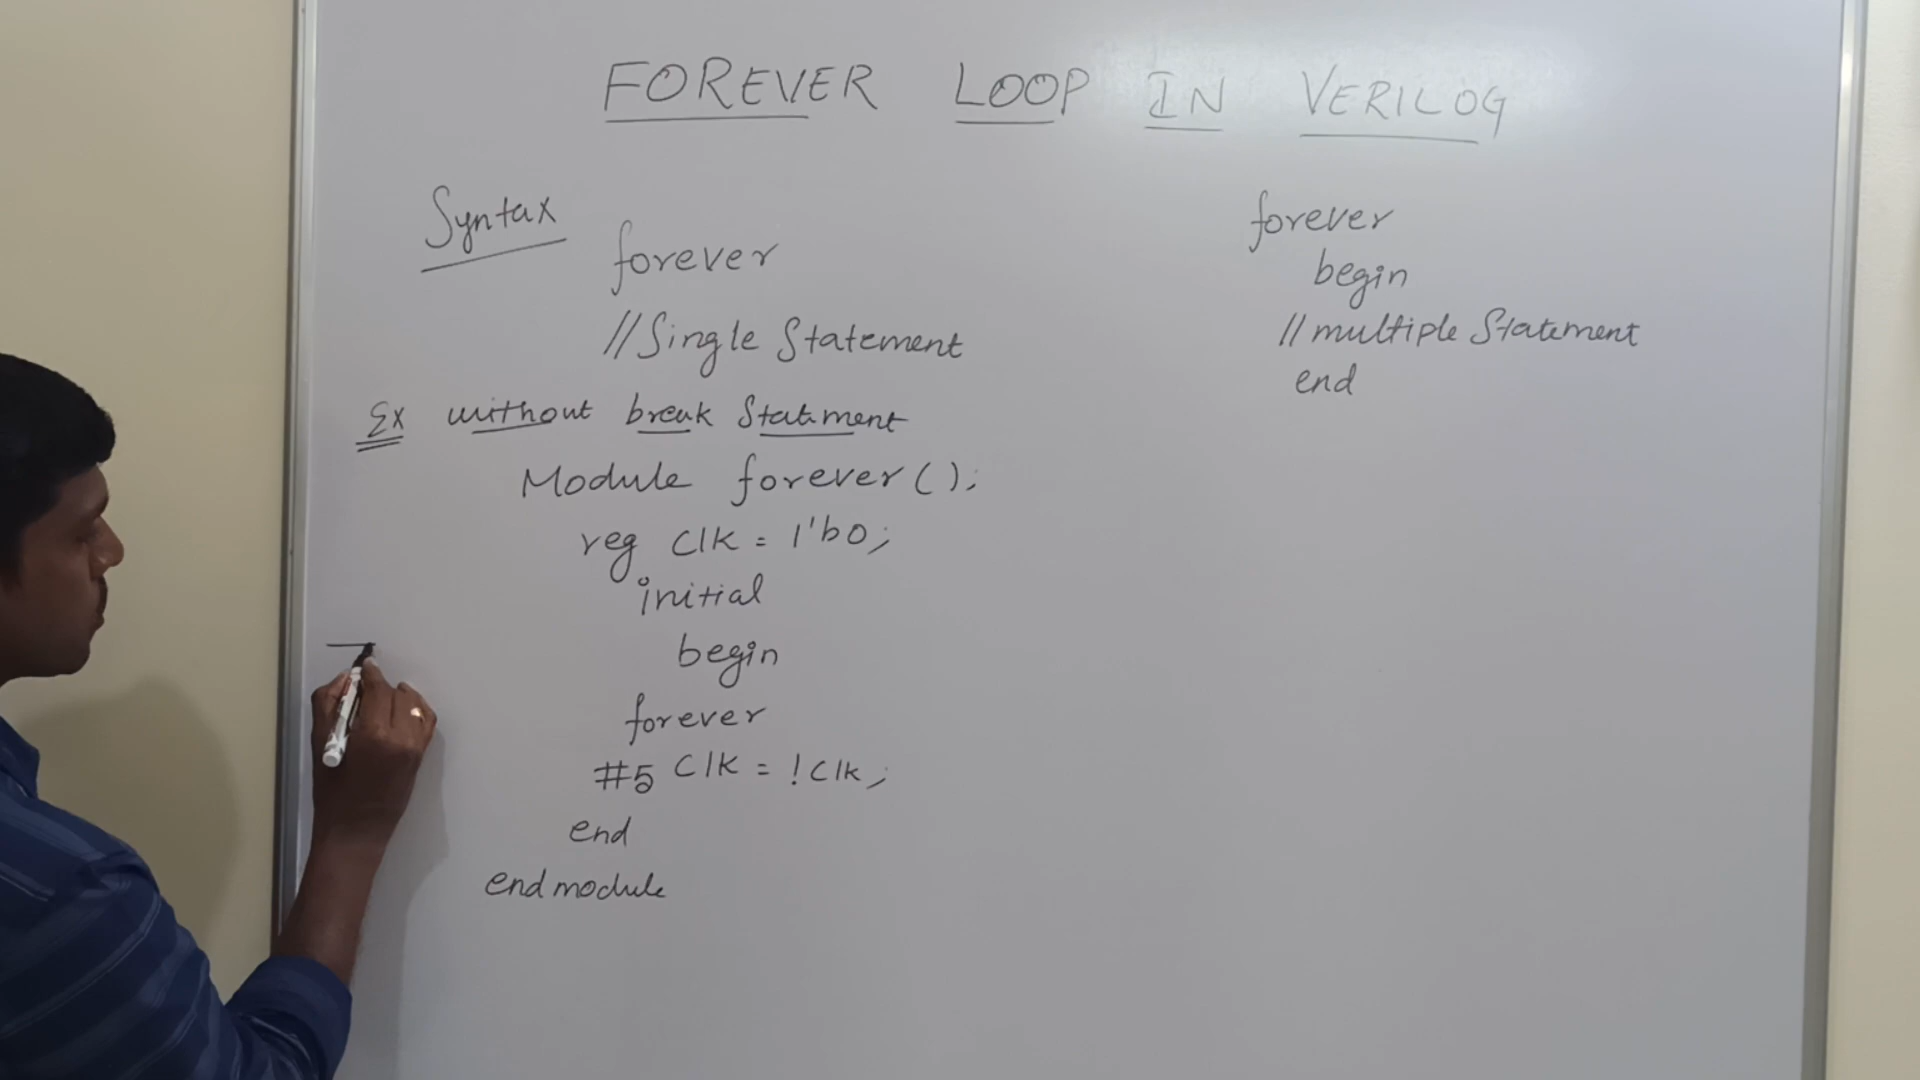 FOREVER LOOP IN VERILOG
Syntax
forever
//Single Statement
forever
begin
//multiple Statement
end
Ex without break Statment
Module forever();
reg Clk = 1'b0;
initial
begin
forever
#5 Clk = !Clk;
end
endmodule